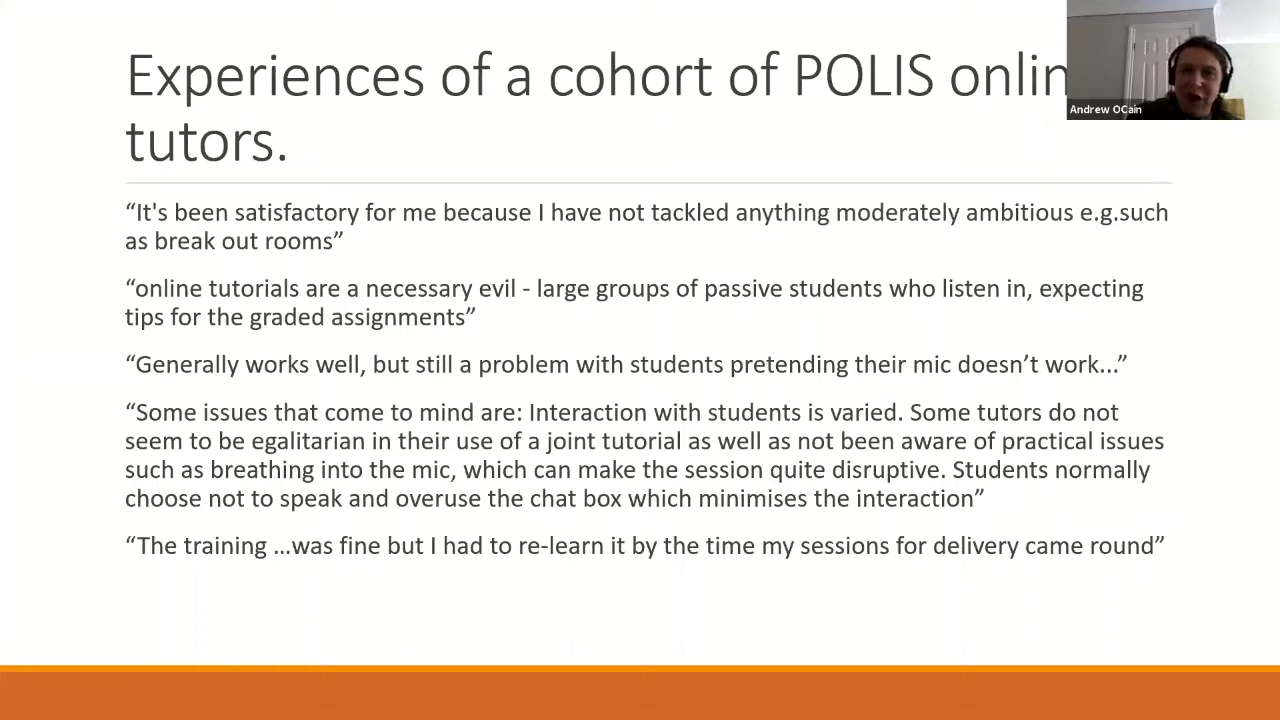 Experiences of a cohort of POLIS onlin
tutors.
Andrew OCain
“It's been satisfactory for me because I have not tackled anything moderately ambitious e.g.such
as break out rooms”
“online tutorials are a necessary evil - large groups of passive students who listen in, expecting
tips for the graded assignments”
“Generally works well, but still a problem with students pretending their mic doesn’t work...”
“Some issues that come to mind are: Interaction with students is varied. Some tutors do not
seem to be egalitarian in their use of a joint tutorial as well as not been aware of practical issues
such as breathing into the mic, which can make the session quite disruptive. Students normally
choose not to speak and overuse the chat box which minimises the interaction”
“The training …was fine but I had to re-learn it by the time my sessions for delivery came round”